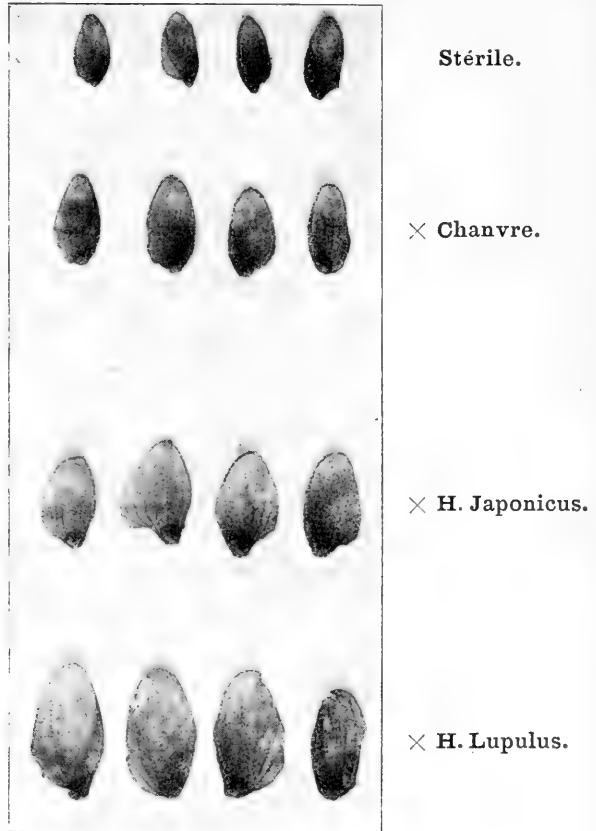 Stérile.
× Chanvre.
× H. Japonicus.
× H. Lupulus.